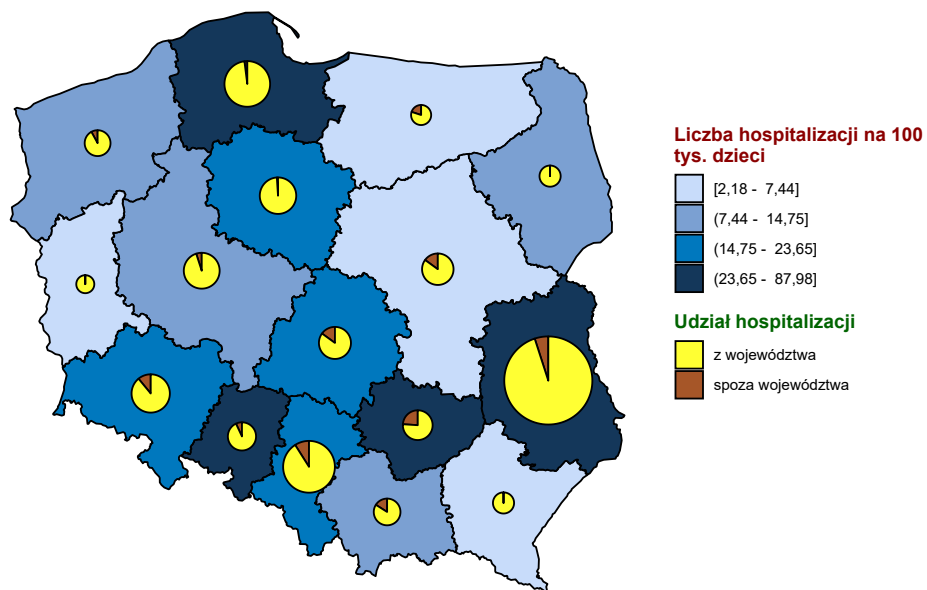 Liczba hospitalizacji na 100
tys. dzieci
[2,18 - 7,44]
(7,44 - 14,75]
(14,75 - 23,65]
(23,65 - 87,98]
Udział hospitalizacji
z województwa
spoza województwa